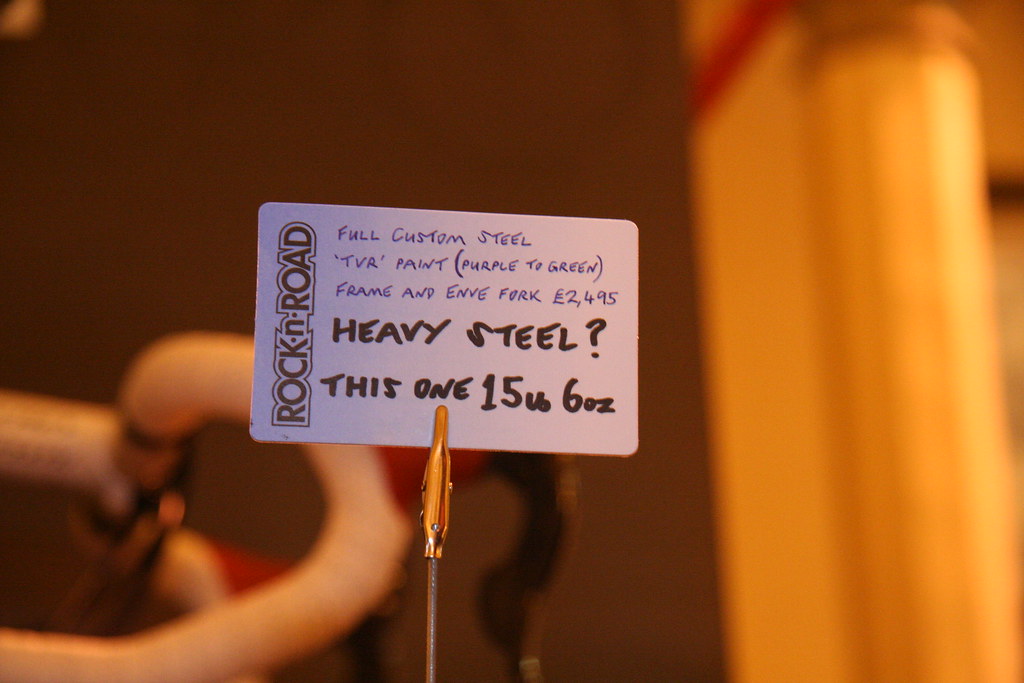 ROCK·n·ROAD
FULL CUSTOM STEEL
'TVR' PAINT (PURPLE TO GREEN)
FRAME AND ENVE FORK £2,495
HEAVY STEEL?
THIS ONE 15lb 6oz